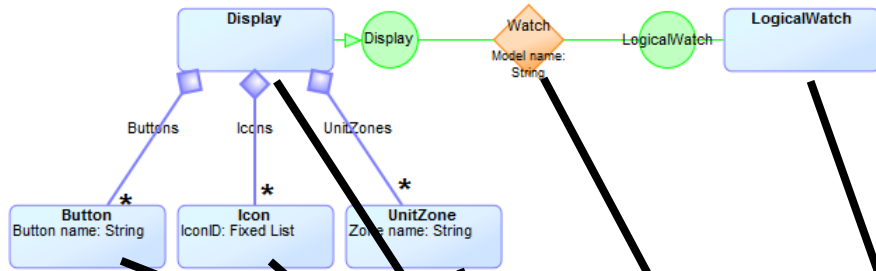 Display
Display
Watch
Model name:
String
LogicalWatch
LogicalWatch
Buttons
Icons
UnitZones
*
*
*
Button
Button name: String
Icon
IconID: Fixed List
UnitZone
Zone name: String